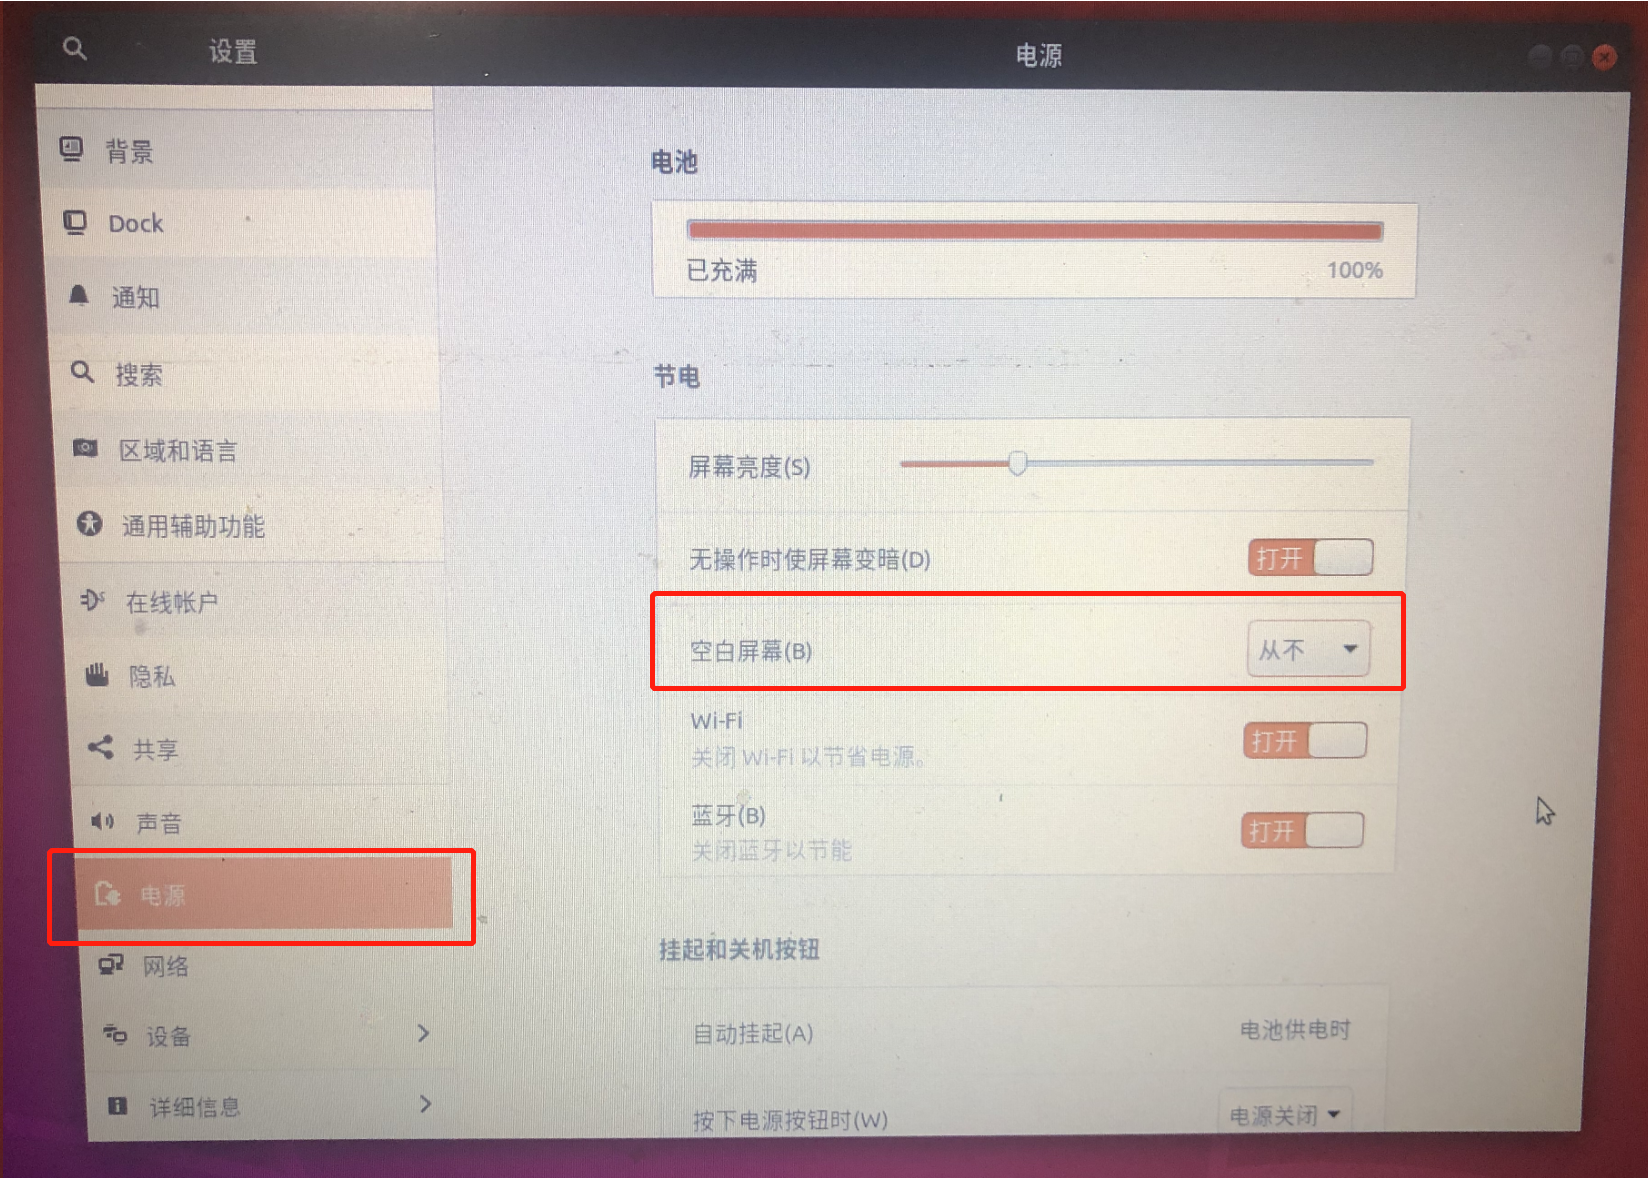 设置
电源
背景
Dock
通知
搜索
区域和语言
通用辅助功能
在线帐户
隐私
共享
声音
电源
网络
设备
详细信息
电池
已充满
100%
节电
屏幕亮度(S)
无操作时使屏幕变暗(D)
打开
空白屏幕(B)
从不
Wi-Fi
关闭 Wi-Fi 以节省电源。
打开
蓝牙(B)
关闭蓝牙以节能
打开
挂起和关机按钮
自动挂起(A)
电池供电时
按下电源按钮时(W)
电源关闭